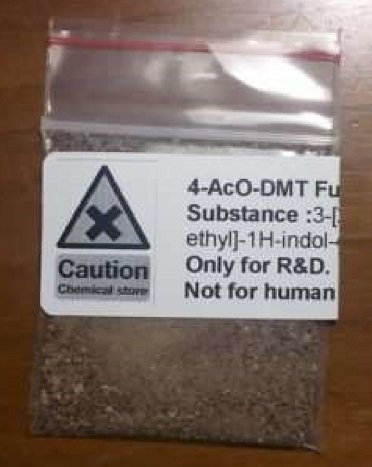 4-AcO-DMT Fu
Substance :3-[
ethyl]-1H-indol-
Only for R&D.
Not for human
Caution
Chemical store